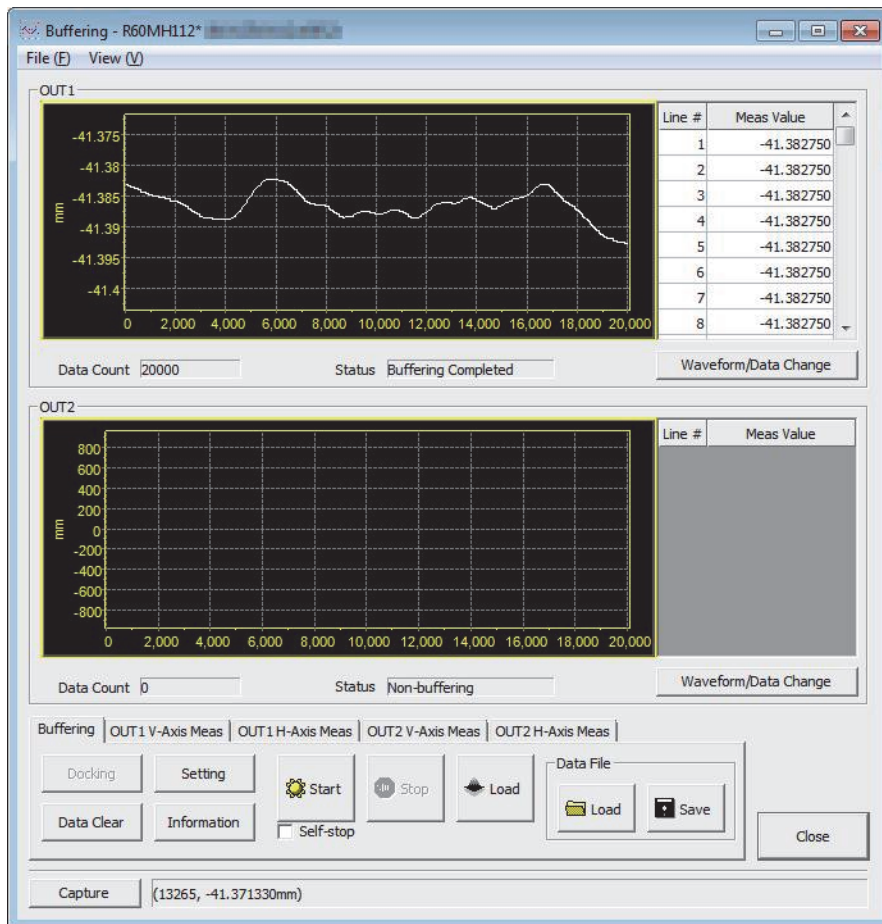 Buffering - R60MH112*
File (F) View (V)
OUT1
mm
-41.375
-41.38
-41.385
-41.39
-41.395
-41.4
0 2,000 4,000 6,000 8,000 10,000 12,000 14,000 16,000 18,000 20,000
Line # Meas Value
1 -41.382750
2 -41.382750
3 -41.382750
4 -41.382750
5 -41.382750
6 -41.382750
7 -41.382750
8 -41.382750
Data Count 20000 Status Buffering Completed Waveform/Data Change
OUT2
mm
800
600
400
200
0
-200
-400
-600
-800
0 2,000 4,000 6,000 8,000 10,000 12,000 14,000 16,000 18,000 20,000
Line # Meas Value
Data Count 0 Status Non-buffering Waveform/Data Change
Buffering OUT1 V-Axis Meas OUT1 H-Axis Meas OUT2 V-Axis Meas OUT2 H-Axis Meas
Docking Setting Start Stop Load
Data File
Load Save
Data Clear Information Self-stop
Close
Capture (13265, -41.371330mm)